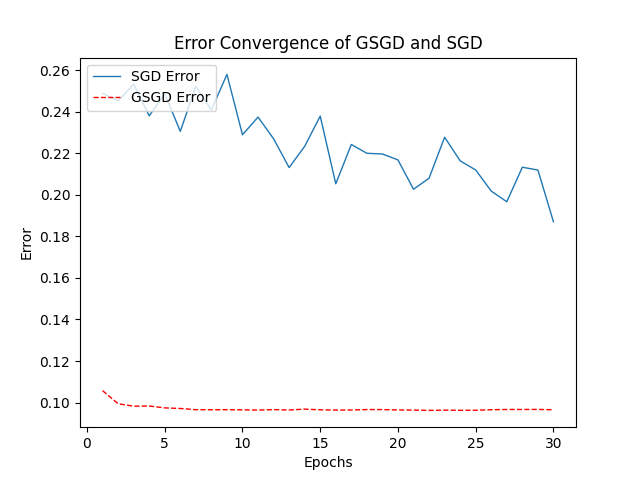 Error Convergence of GSGD and SGD
SGD Error
GSGD Error
0.26
0.24
0.22
0.20
0.18
0.16
0.14
0.12
0.10
Error
0 5 10 15 20 25 30
Epochs